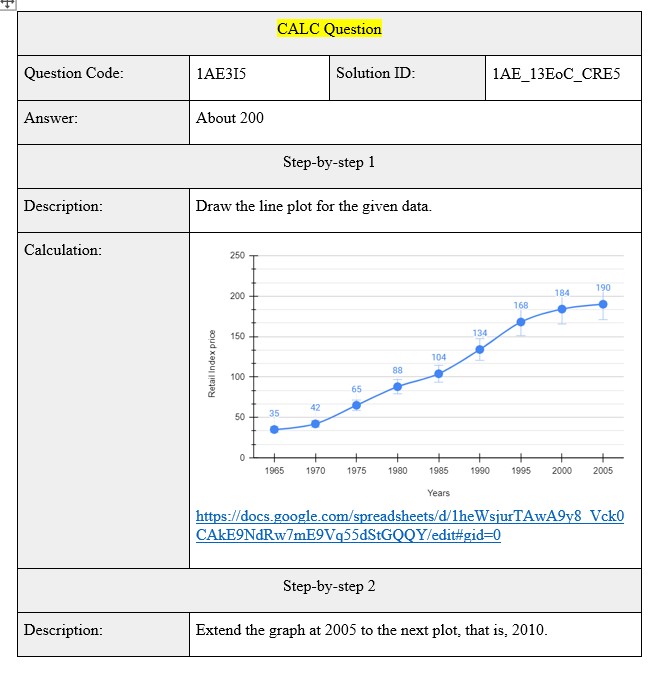 CALC Question
Question Code: 1AE3I5 Solution ID: 1AE_13EoC_CRE5
Answer: About 200
Step-by-step 1
Description: Draw the line plot for the given data.
Calculation:
250
200
150
100
50
0
Retail Index price
35 42 65 88 104 134 168 184 190
1965 1970 1975 1980 1985 1990 1995 2000 2005
Years
https://docs.google.com/spreadsheets/d/1heWsjurTAwA9y8_Vck0
CAkE9NdRw7mE9Vq55dStGQQY/edit#gid=0
Step-by-step 2
Description: Extend the graph at 2005 to the next plot, that is, 2010.